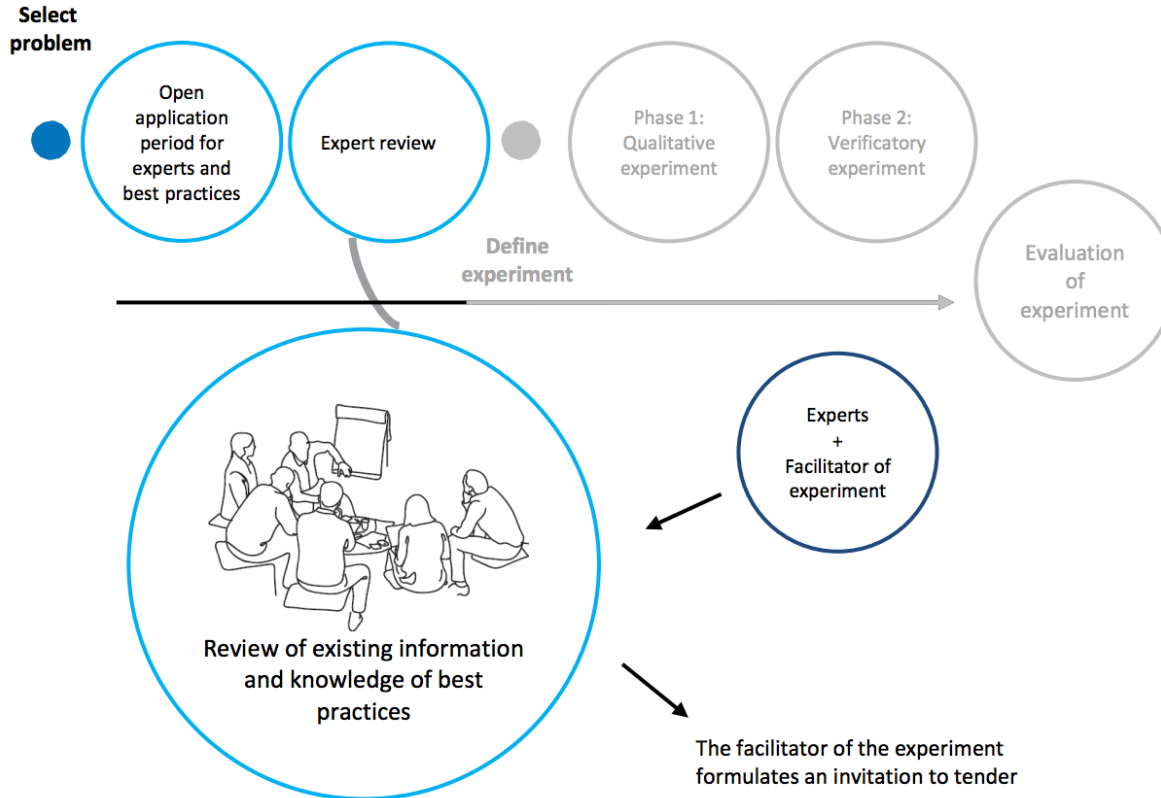 Select
problem
Open
application
period for
experts and
best practices
Expert review
Phase 1:
Qualitative
experiment
Phase 2:
Verificatory
experiment
Define
experiment
Evaluation
of
experiment
Experts
+
Facilitator of
experiment
Review of existing information
and knowledge of best
practices
The facilitator of the experiment
formulates an invitation to tender